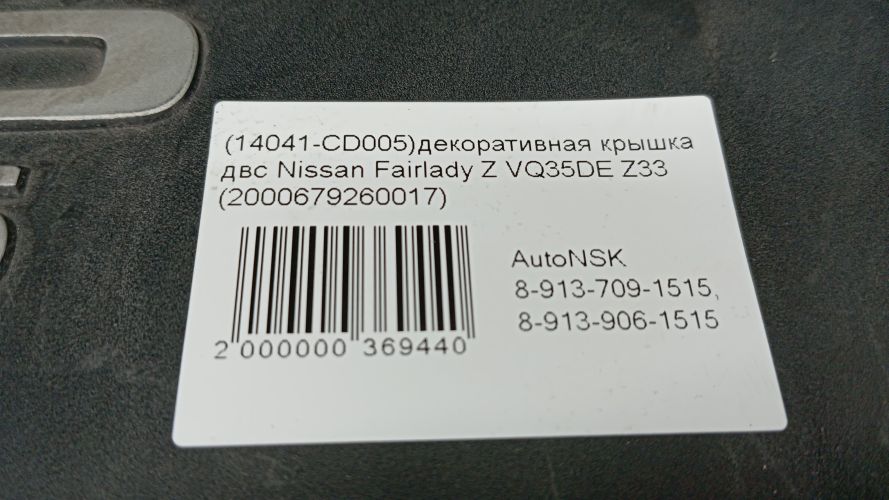 (14041-CD005)декоративная крышка
двс Nissan Fairlady Z VQ35DE Z33
(2000679260017)
AutoNSK
8-913-709-1515,
8-913-906-1515
2 000000 369440